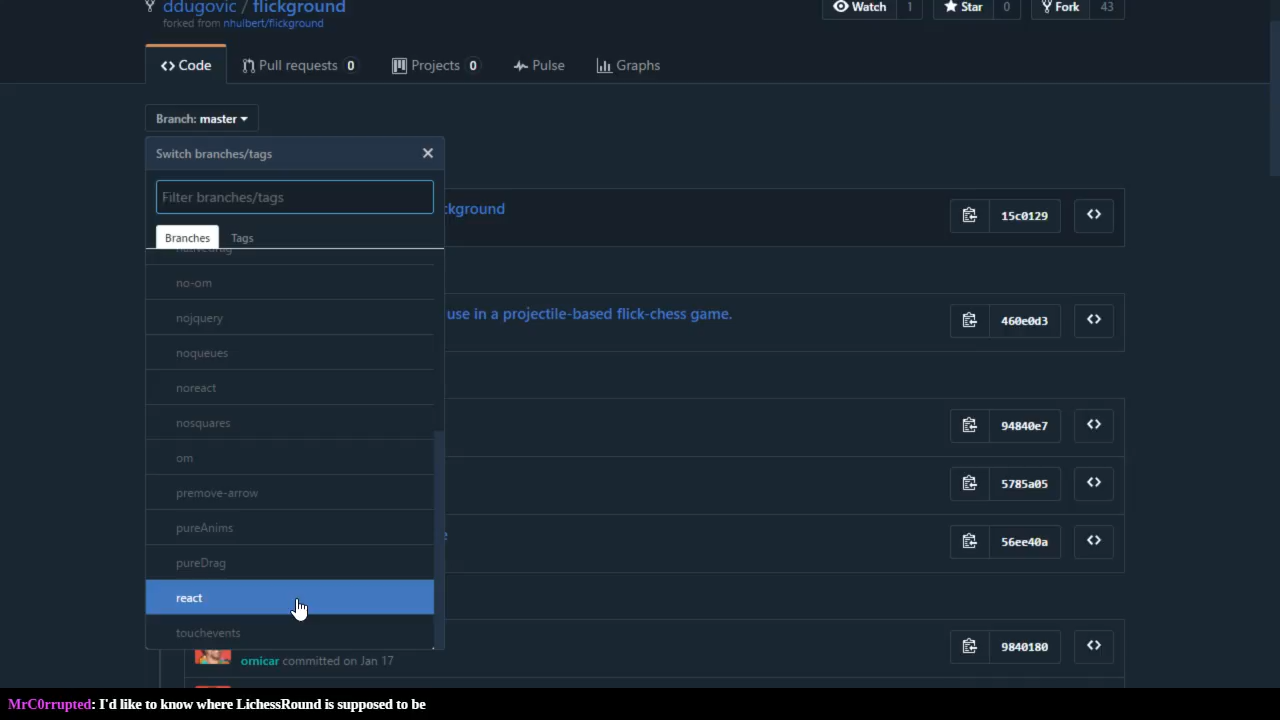 ddugovic / flickground
forked from nhulbert/flickground
Watch 1 Star 0 Fork 43
Code Pull requests 0 Projects 0 Pulse Graphs
Branch: master
Switch branches/tags
Filter branches/tags
ckground 15c0129
Branches Tags
no-om
use in a projectile-based flick-chess game. 460e0d3
nojquery
noqueues
noreact
nosquares 94840e7
om
premove-arrow 5785a05
pureAnims
56ee40a
pureDrag
react
touchevents
9840180
ornicar committed on Jan 17
MrC0rrupted: I'd like to know where LichessRound is supposed to be